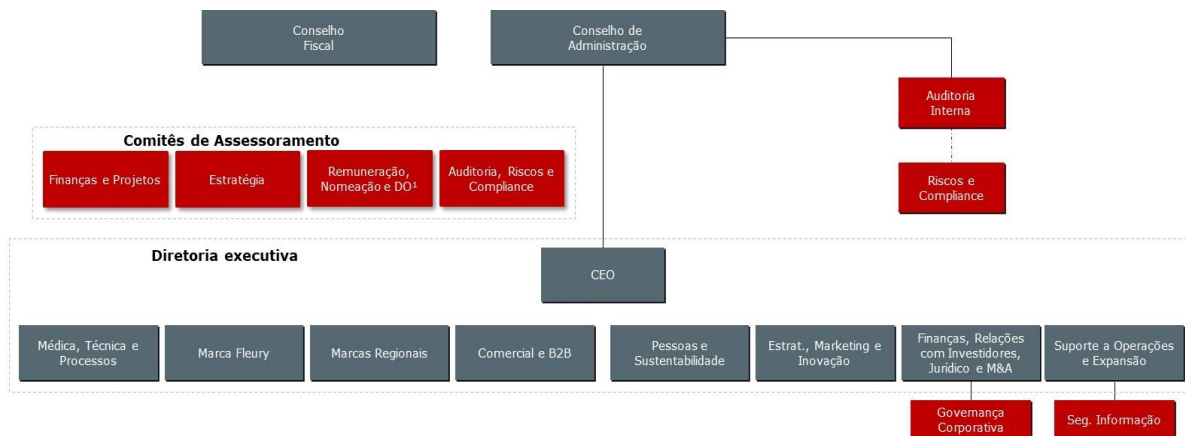 Conselho
Fiscal
Conselho de
Administração
Auditoria
Interna
Comitês de Assessoramento
Finanças e Projetos
Estratégia
Remuneração,
Nomeação e DO¹
Auditoria, Riscos e
Compliance
Riscos e
Compliance
Diretoria executiva
CEO
Médica, Técnica e
Processos
Marca Fleury
Marcas Regionais
Comercial e B2B
Pessoas e
Sustentabilidade
Estrat., Marketing e
Inovação
Finanças, Relações
com Investidores,
Jurídico e M&A
Suporte a Operações
e Expansão
Governança
Corporativa
Seg. Informação